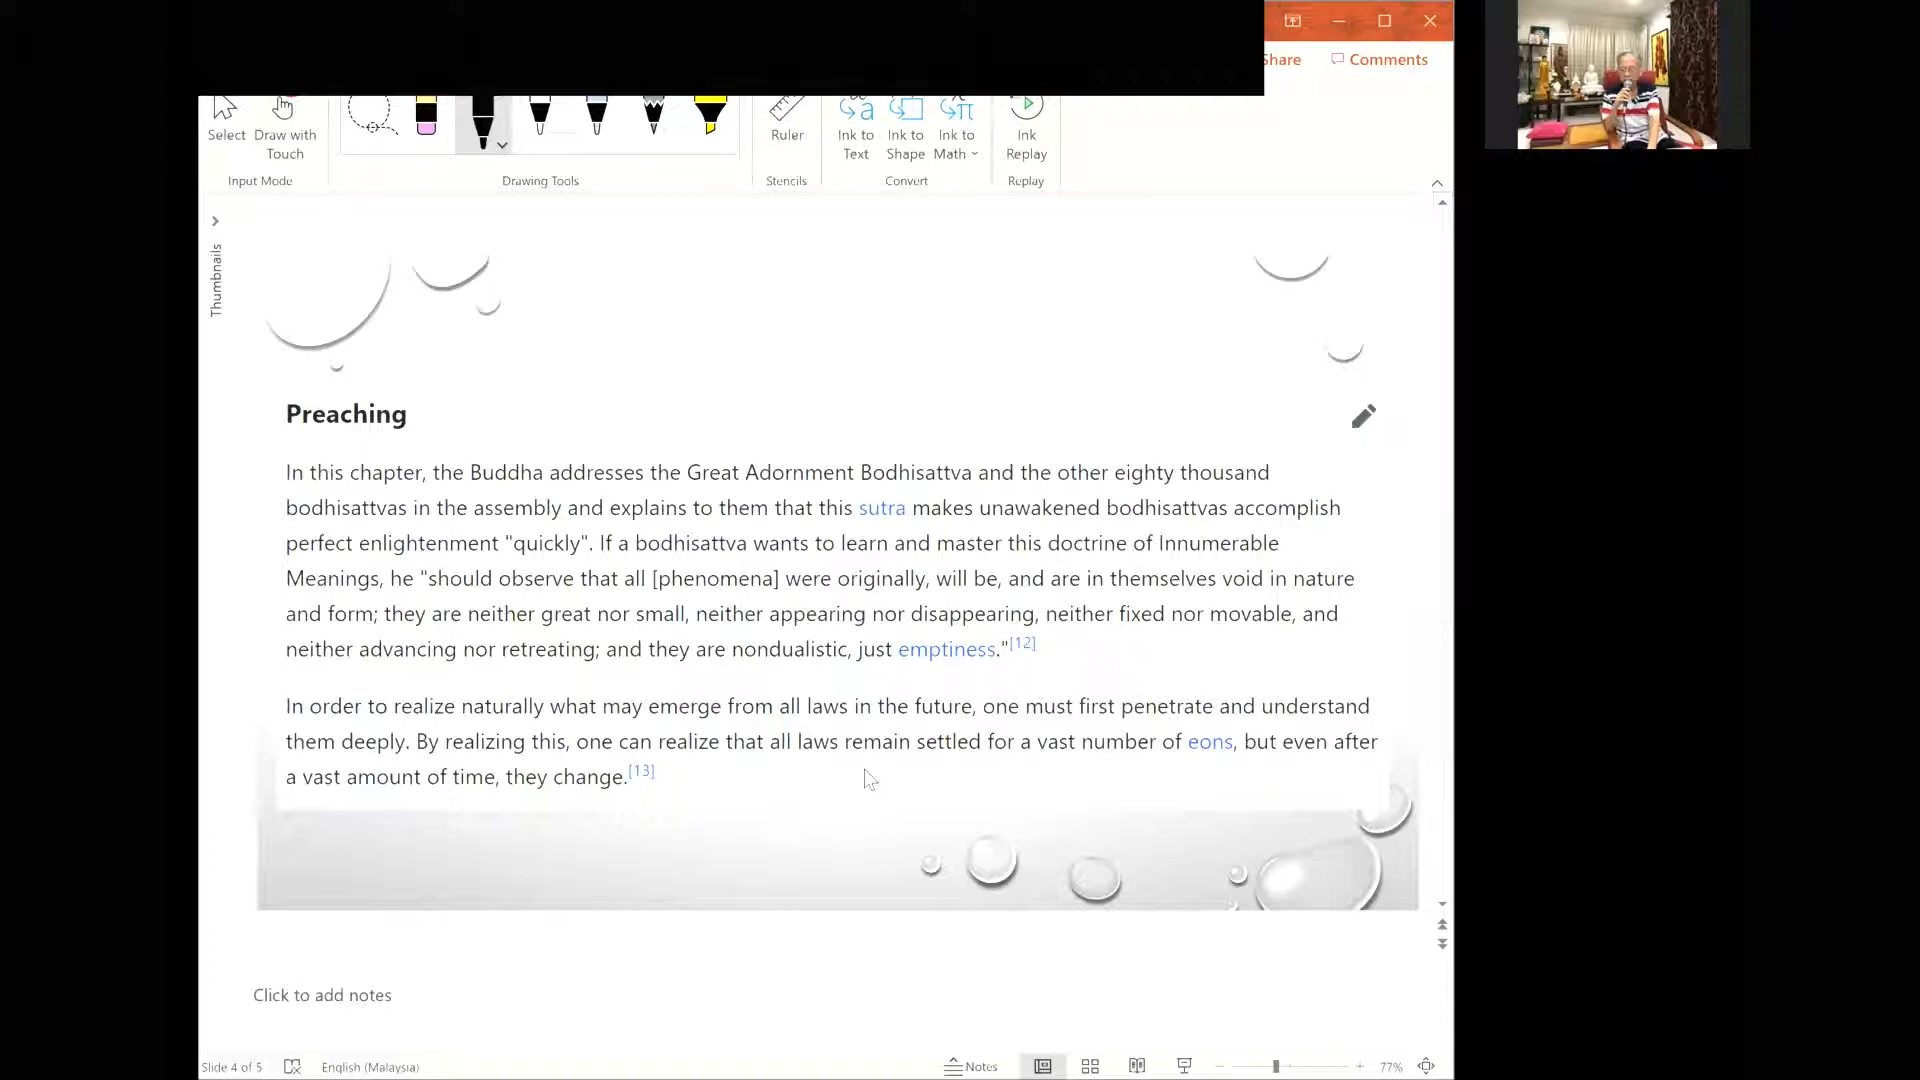 Share
Comments
Select
Draw with
Touch
Ruler
Ink to
Text
Ink to
Shape
Ink to
Math
Ink
Replay
Input Mode
Drawing Tools
Stencils
Convert
Replay
Thumbnails
Preaching
In this chapter, the Buddha addresses the Great Adornment Bodhisattva and the other eighty thousand
bodhisattvas in the assembly and explains to them that this sutra makes unawakened bodhisattvas accomplish
perfect enlightenment "quickly". If a bodhisattva wants to learn and master this doctrine of Innumerable
Meanings, he "should observe that all [phenomena] were originally, will be, and are in themselves void in nature
and form; they are neither great nor small, neither appearing nor disappearing, neither fixed nor movable, and
neither advancing nor retreating; and they are nondualistic, just emptiness."[12]
In order to realize naturally what may emerge from all laws in the future, one must first penetrate and understand
them deeply. By realizing this, one can realize that all laws remain settled for a vast number of eons, but even after
a vast amount of time, they change.[13]
Click to add notes
Slide 4 of 5
English (Malaysia)
Notes
77%